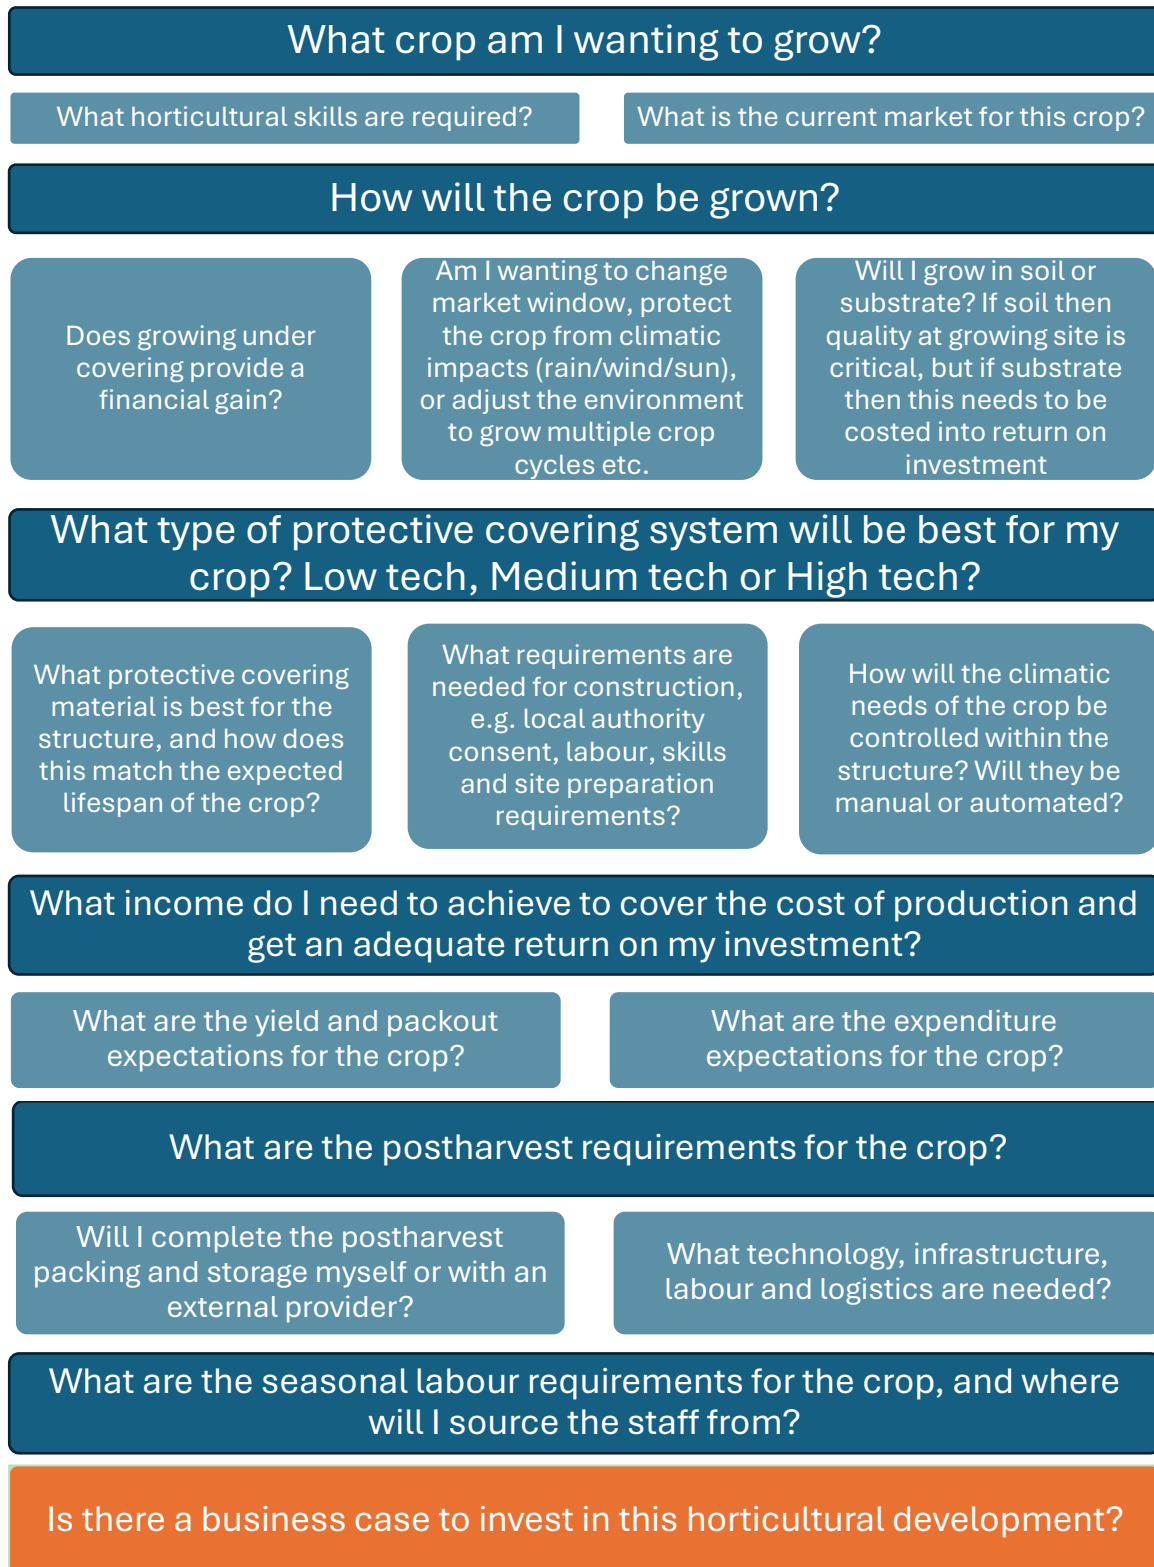 What crop am I wanting to grow?
What horticultural skills are required?
What is the current market for this crop?
How will the crop be grown?
Does growing under
covering provide a
financial gain?
Am I wanting to change
market window, protect
the crop from climatic
impacts (rain/wind/sun),
or adjust the environment
to grow multiple crop
cycles etc.
Will I grow in soil or
substrate? If soil then
quality at growing site is
critical, but if substrate
then this needs to be
costed into return on
investment
What type of protective covering system will be best for my
crop? Low tech, Medium tech or High tech?
What protective covering
material is best for the
structure, and how does
this match the expected
lifespan of the crop?
What requirements are
needed for construction,
e.g. local authority
consent, labour, skills
and site preparation
requirements?
How will the climatic
needs of the crop be
controlled within the
structure? Will they be
manual or automated?
What income do I need to achieve to cover the cost of production and
get an adequate return on my investment?
What are the yield and packout
expectations for the crop?
What are the expenditure
expectations for the crop?
What are the postharvest requirements for the crop?
Will I complete the postharvest
packing and storage myself or with an
external provider?
What technology, infrastructure,
labour and logistics are needed?
What are the seasonal labour requirements for the crop, and where
will I source the staff from?
Is there a business case to invest in this horticultural development?